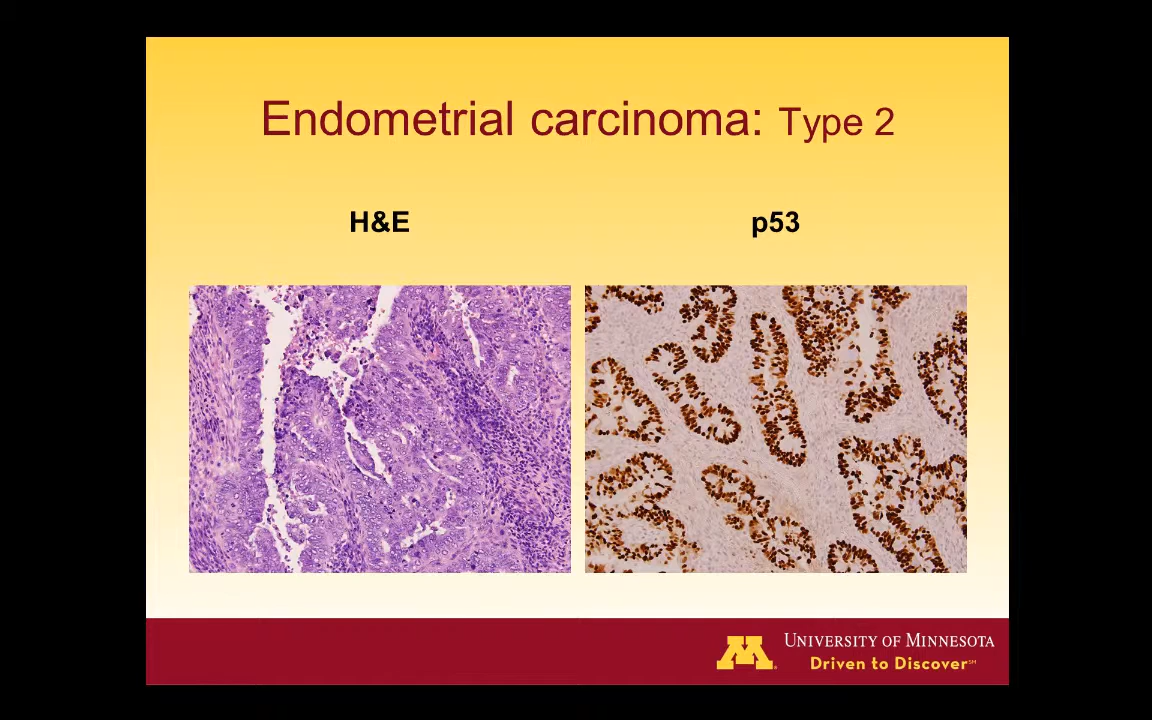 Endometrial carcinoma: Type 2
H&E
p53
UNIVERSITY OF MINNESOTA
Driven to Discover℠